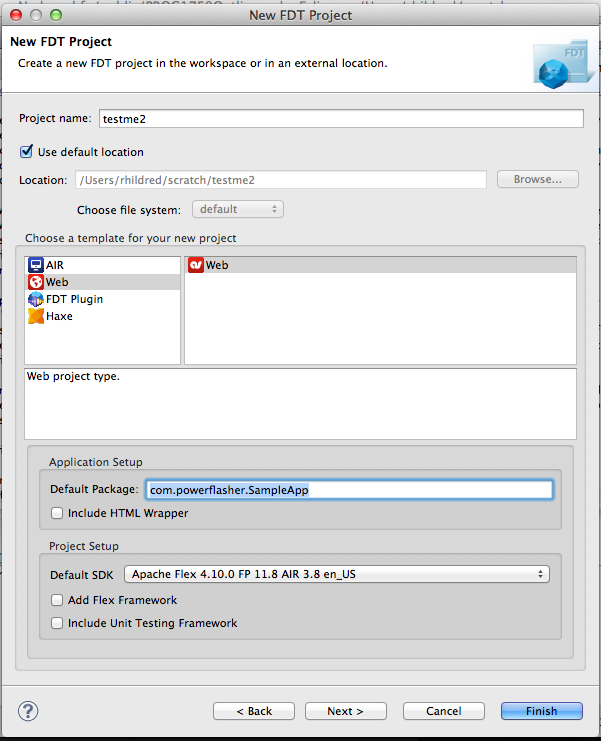 New FDT Project
New FDT Project
Create a new FDT project in the workspace or in an external location.
FDT
Project name: testme2
Use default location
Location: /Users/rhildred/scratch/testme2 Browse...
Choose file system: default
Choose a template for your new project
AIR
Web
FDT Plugin
Haxe
Web
Web project type.
Application Setup
Default Package: com.powerflasher.SampleApp
Include HTML Wrapper
Project Setup
Default SDK Apache Flex 4.10.0 FP 11.8 AIR 3.8 en_US
Add Flex Framework
Include Unit Testing Framework
? < Back Next > Cancel Finish